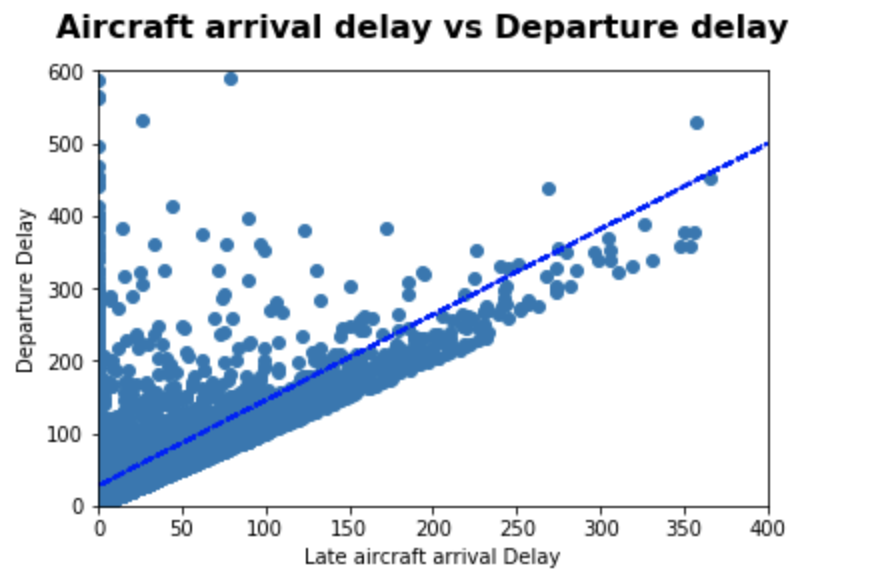 Aircraft arrival delay vs Departure delay
600
500
400
300
200
100
0
Departure Delay
0 50 100 150 200 250 300 350 400
Late aircraft arrival Delay